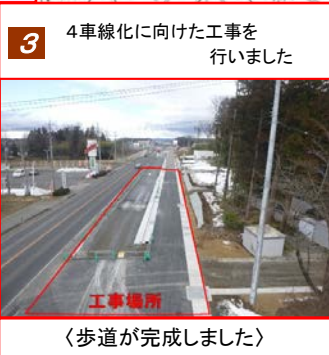 3
４車線化に向けた工事を
行いました
工事場所
〈歩道が完成しました〉